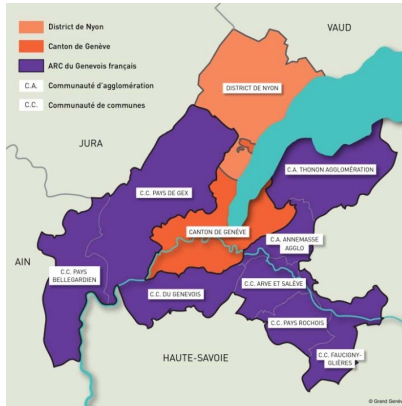 District de Nyon
Canton de Genève
ARC du Genevois français
C.A. Communauté d'agglomération
C.C. Communauté de communes
VAUD
DISTRICT DE NYON
JURA
C.A. THONON AGGLOMÉRATION
C.C. PAYS DE GEX
CANTON DE GENÈVE
C.A. ANNEMASSE
AGGLO
AIN
C.C. PAYS
BELLEGARDIEN
C.C. DU GENEVOIS
C.C. ARVE ET SALÈVE
C.C. PAYS ROCHOIS
HAUTE-SAVOIE
C.C. FAUCIGNY-
GLIÈRES
© Grand Genève